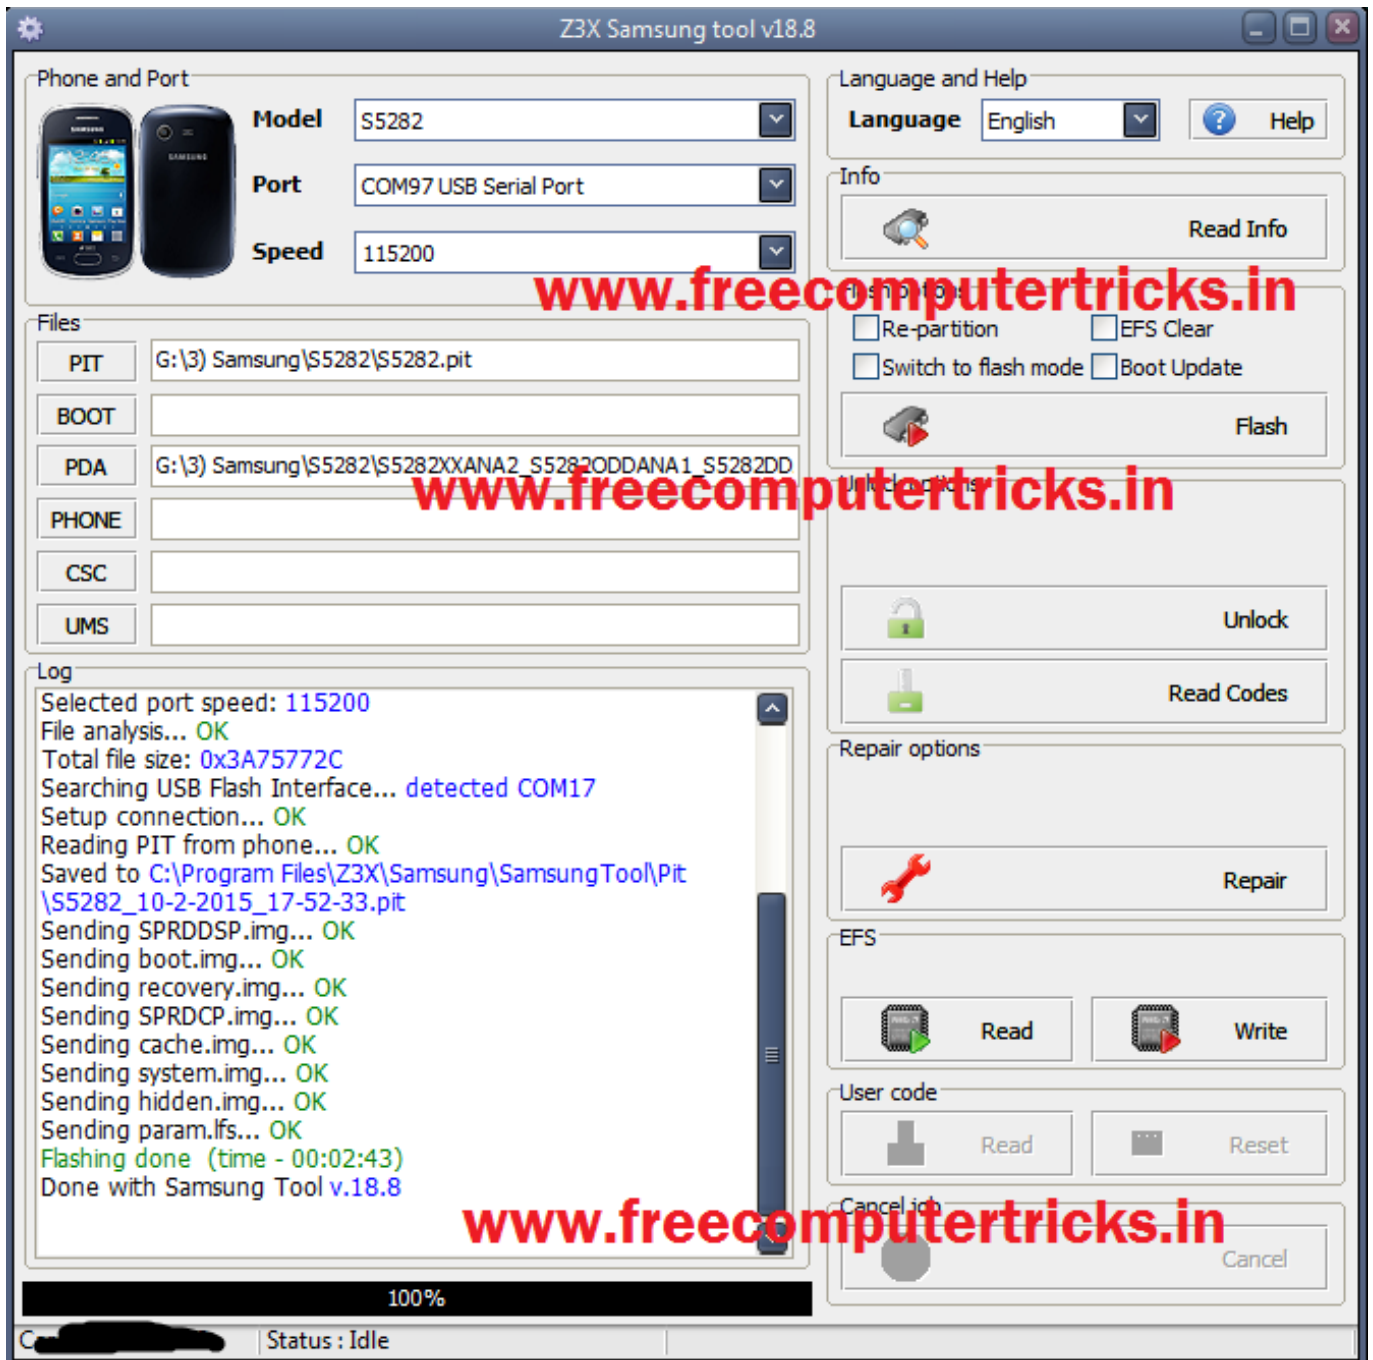 Z3X Samsung tool v18.8
Phone and Port
SAMSUNG
SAMSUNG
Model S5282
Port COM97 USB Serial Port
Speed 115200
Language and Help
Language English Help
Info
Read Info
www.freecomputertricks.in
Flash options
Re-partition EFS Clear
Switch to flash mode Boot Update
Flash
Files
PIT G:\3) Samsung\S5282\S5282.pit
BOOT
PDA G:\3) Samsung\S5282\S5282XXANA2_S5282ODDANA1_S5282DD
PHONE
CSC
UMS
www.freecomputertricks.in
Unlock options
Unlock
Read Codes
Log
Selected port speed: 115200
File analysis... OK
Total file size: 0x3A75772C
Searching USB Flash Interface... detected COM17
Setup connection... OK
Reading PIT from phone... OK
Saved to C:\Program Files\Z3X\Samsung\SamsungTool\Pit
\S5282_10-2-2015_17-52-33.pit
Sending SPRDDSP.img... OK
Sending boot.img... OK
Sending recovery.img... OK
Sending SPRDCP.img... OK
Sending cache.img... OK
Sending system.img... OK
Sending hidden.img... OK
Sending param.lfs... OK
Flashing done (time - 00:02:43)
Done with Samsung Tool v.18.8
Repair options
Repair
EFS
Read Write
User code
Read Reset
www.freecomputertricks.in
Cancel job
Cancel
100%
Status : Idle